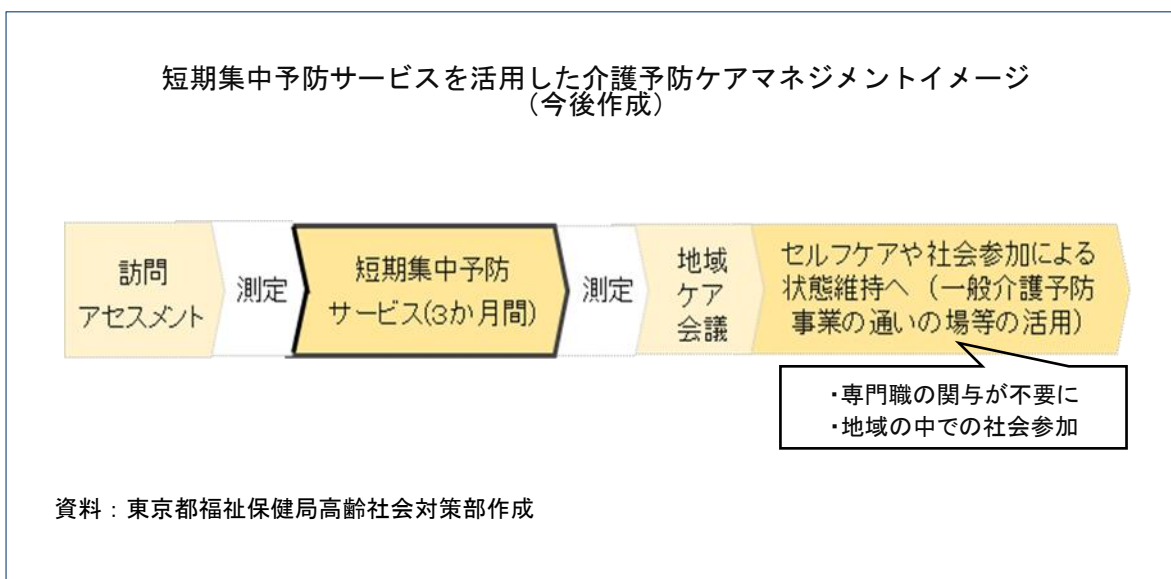 短期集中予防サービスを活用した介護予防ケアマネジメントイメージ
（今後作成）
訪問
アセスメント
測定
短期集中予防
サービス(3か月間)
測定
地域
ケア
会議
セルフケアや社会参加による
状態維持へ（一般介護予防
事業の通いの場等の活用）
・専門職の関与が不要に
・地域の中での社会参加
資料：東京都福祉保健局高齢社会対策部作成